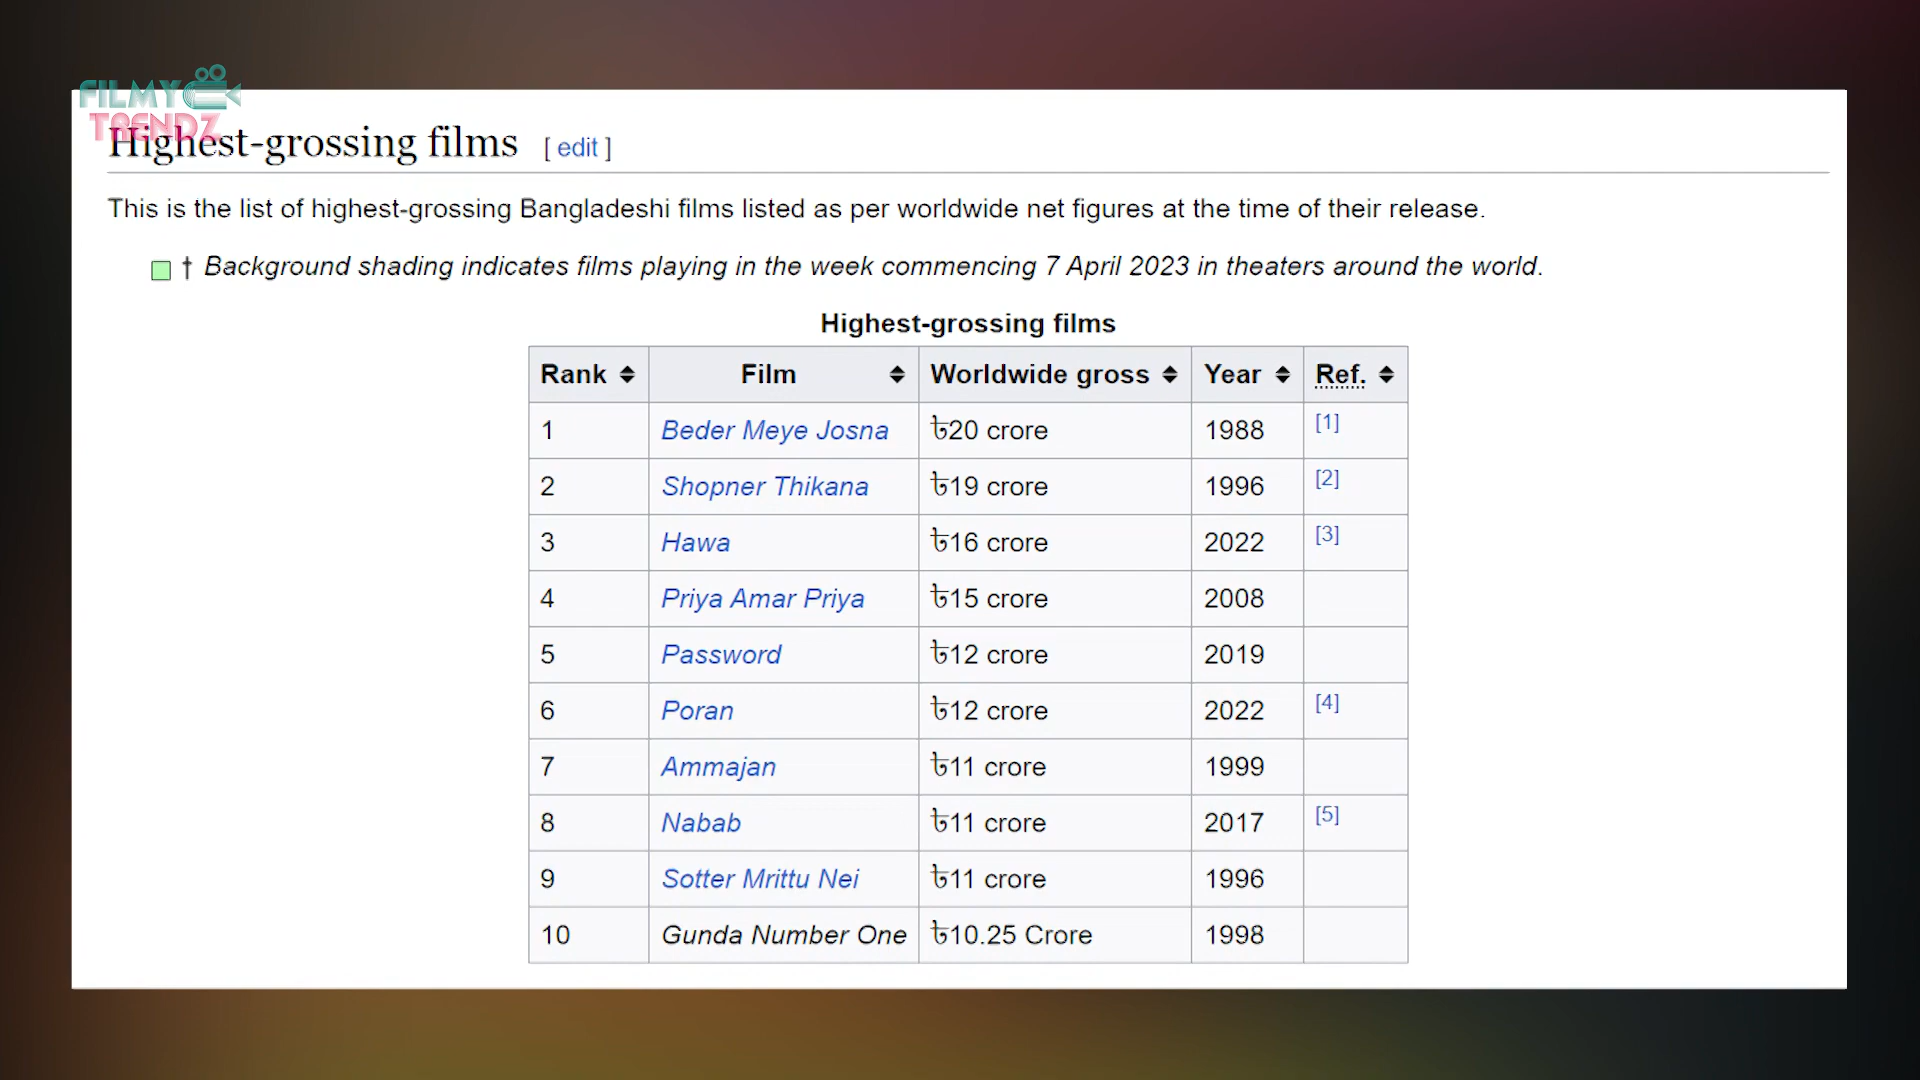 FILMY
TRENDZ
Highest-grossing films [ edit ]
This is the list of highest-grossing Bangladeshi films listed as per worldwide net figures at the time of their release.
† Background shading indicates films playing in the week commencing 7 April 2023 in theaters around the world.
Highest-grossing films
Rank Film Worldwide gross Year Ref.
1 Beder Meye Josna ৳20 crore 1988 [1]
2 Shopner Thikana ৳19 crore 1996 [2]
3 Hawa ৳16 crore 2022 [3]
4 Priya Amar Priya ৳15 crore 2008
5 Password ৳12 crore 2019
6 Poran ৳12 crore 2022 [4]
7 Ammajan ৳11 crore 1999
8 Nabab ৳11 crore 2017 [5]
9 Sotter Mrittu Nei ৳11 crore 1996
10 Gunda Number One ৳10.25 Crore 1998